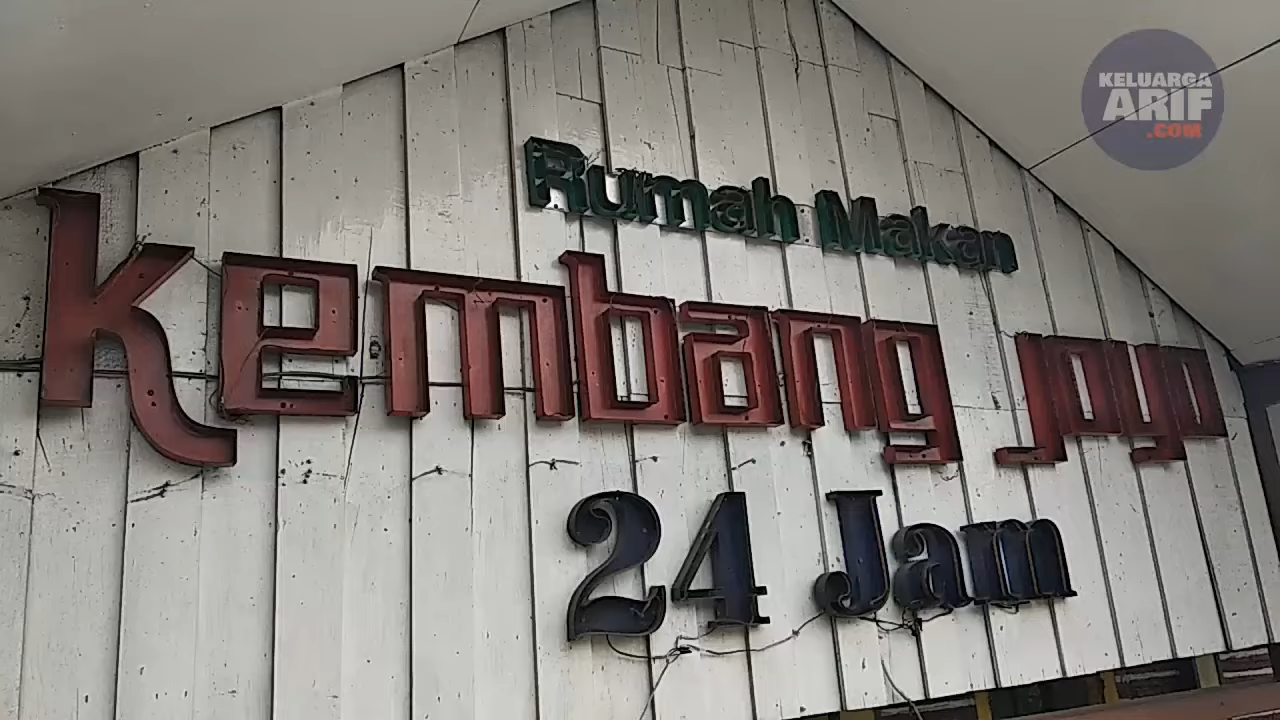 KELUARGA
ARIF
.COM
Rumah Makan
Kembang Joyo
24 Jam